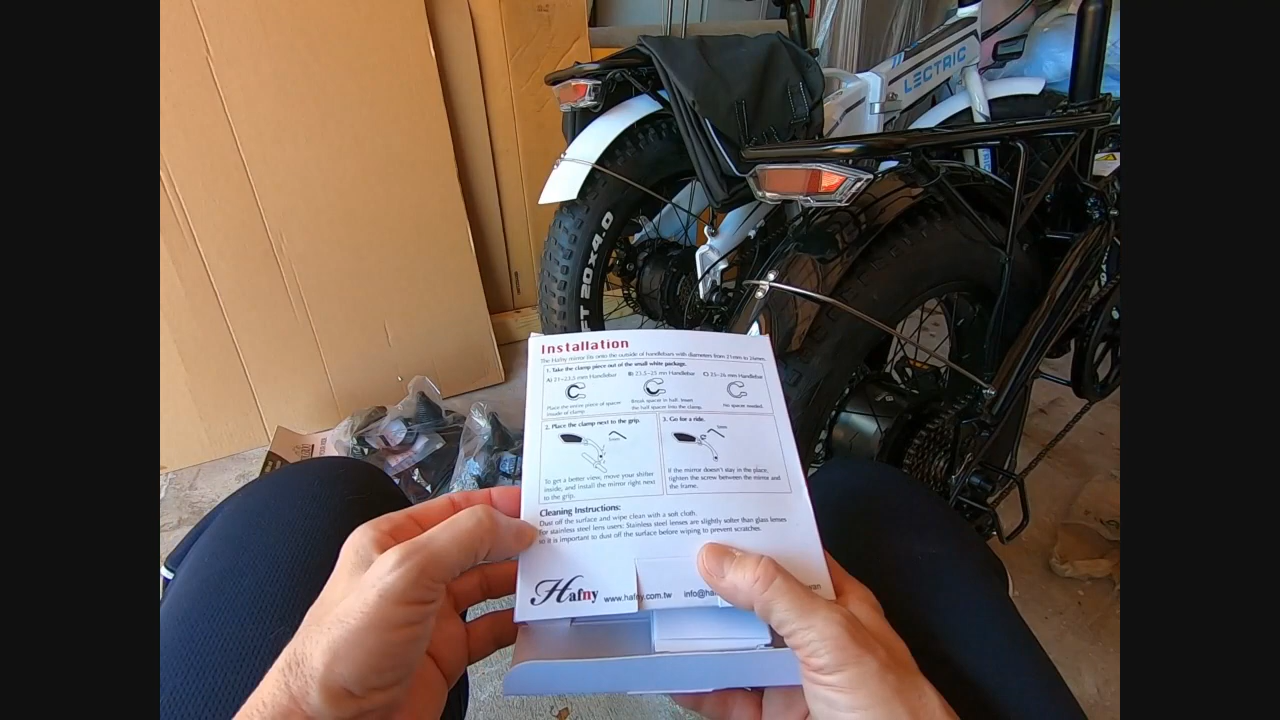 LECTRIC
FT 20X4.0
Installation
The Hafny mirror fits onto the outside of handlebars with diameters from 21mm to 26mm.
1. Take the clamp piece out of the small white package.
A) 21~23.5 mm Handlebar
B) 23.5~25 mm Handlebar
C) 25~26 mm Handlebar
Place the entire piece of spacer
inside of clamp.
Break spacer in half. Insert
the half spacer into the clamp.
No spacer needed.
2. Place the clamp next to the grip.
3. Go for a ride.
5mm
To get a better view, move your shifter
inside, and install the mirror right next
to the grip.
If the mirror doesn't stay in the place,
tighten the screw between the mirror and
the frame.
Cleaning Instructions:
Dust off the surface and wipe clean with a soft cloth.
For stainless steel lens users: Stainless steel lenses are slightly softer than glass lenses
so it is important to dust off the surface before wiping to prevent scratches.
Hafny www.hafny.com.tw info@ha